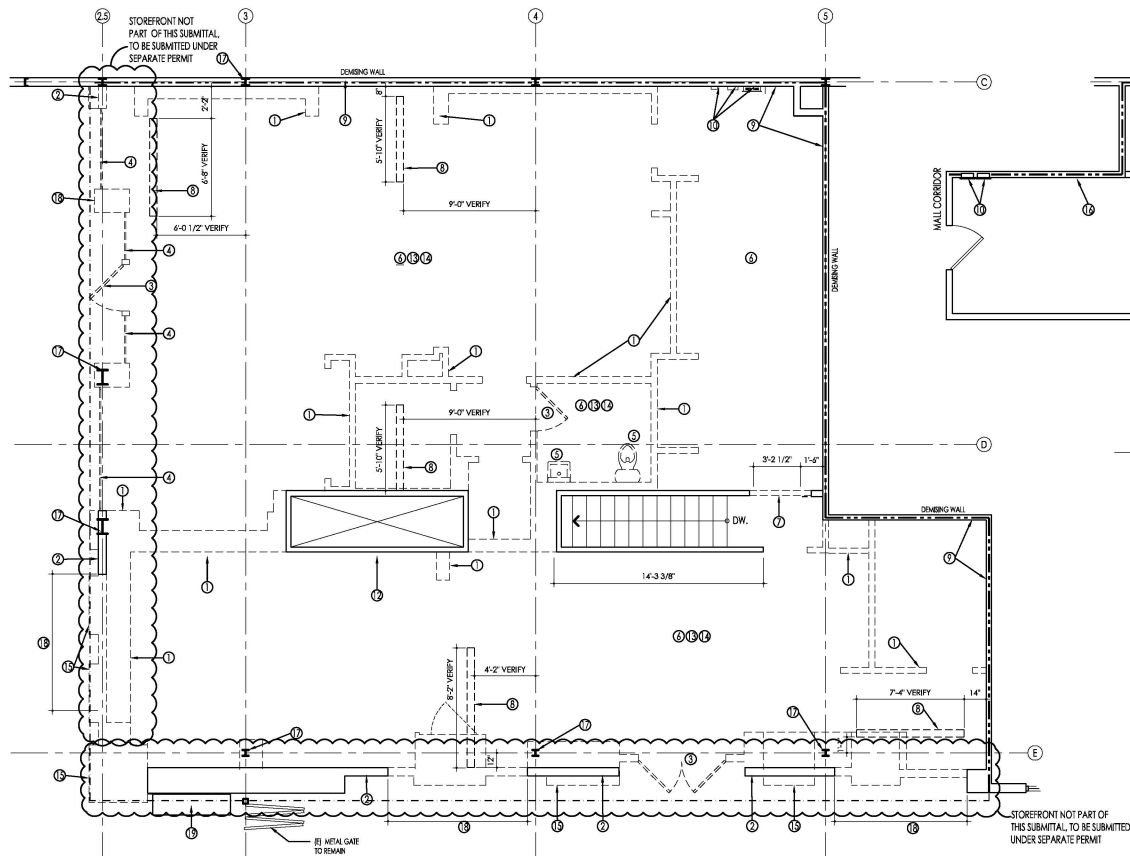 2.5
3
4
5
STOREFRONT NOT
PART OF THIS SUBMITTAL,
TO BE SUBMITTED UNDER
SEPARATE PERMIT
17
DEMISING WALL
C
2
2'-2"
1
9
8"
1
10
9
4
5'-10" VERIFY
8
6'-8" VERIFY
8
18
9'-0" VERIFY
6'-0 1/2" VERIFY
MALL CORRIDOR
10
16
4
6 13 14
6
DEMISING WALL
3
4
17
1
1
1
9'-0" VERIFY
3
6 13 14
1
5'-10" VERIFY
8
5
5
D
3'-2 1/2"
1'-6"
4
1
17
1
DW.
7
DEMISING WALL
2
1
12
1
14'-3 3/8"
1
9
18
15
1
6 13 14
1
8'-2" VERIFY
4'-2" VERIFY
8
7'-4" VERIFY
14"
8
17
17
17
12"
3
E
15
2
19
(E) METAL GATE
TO REMAIN
18
15
2
2
15
18
STOREFRONT NOT PART OF
THIS SUBMITTAL, TO BE SUBMITTED
UNDER SEPARATE PERMIT